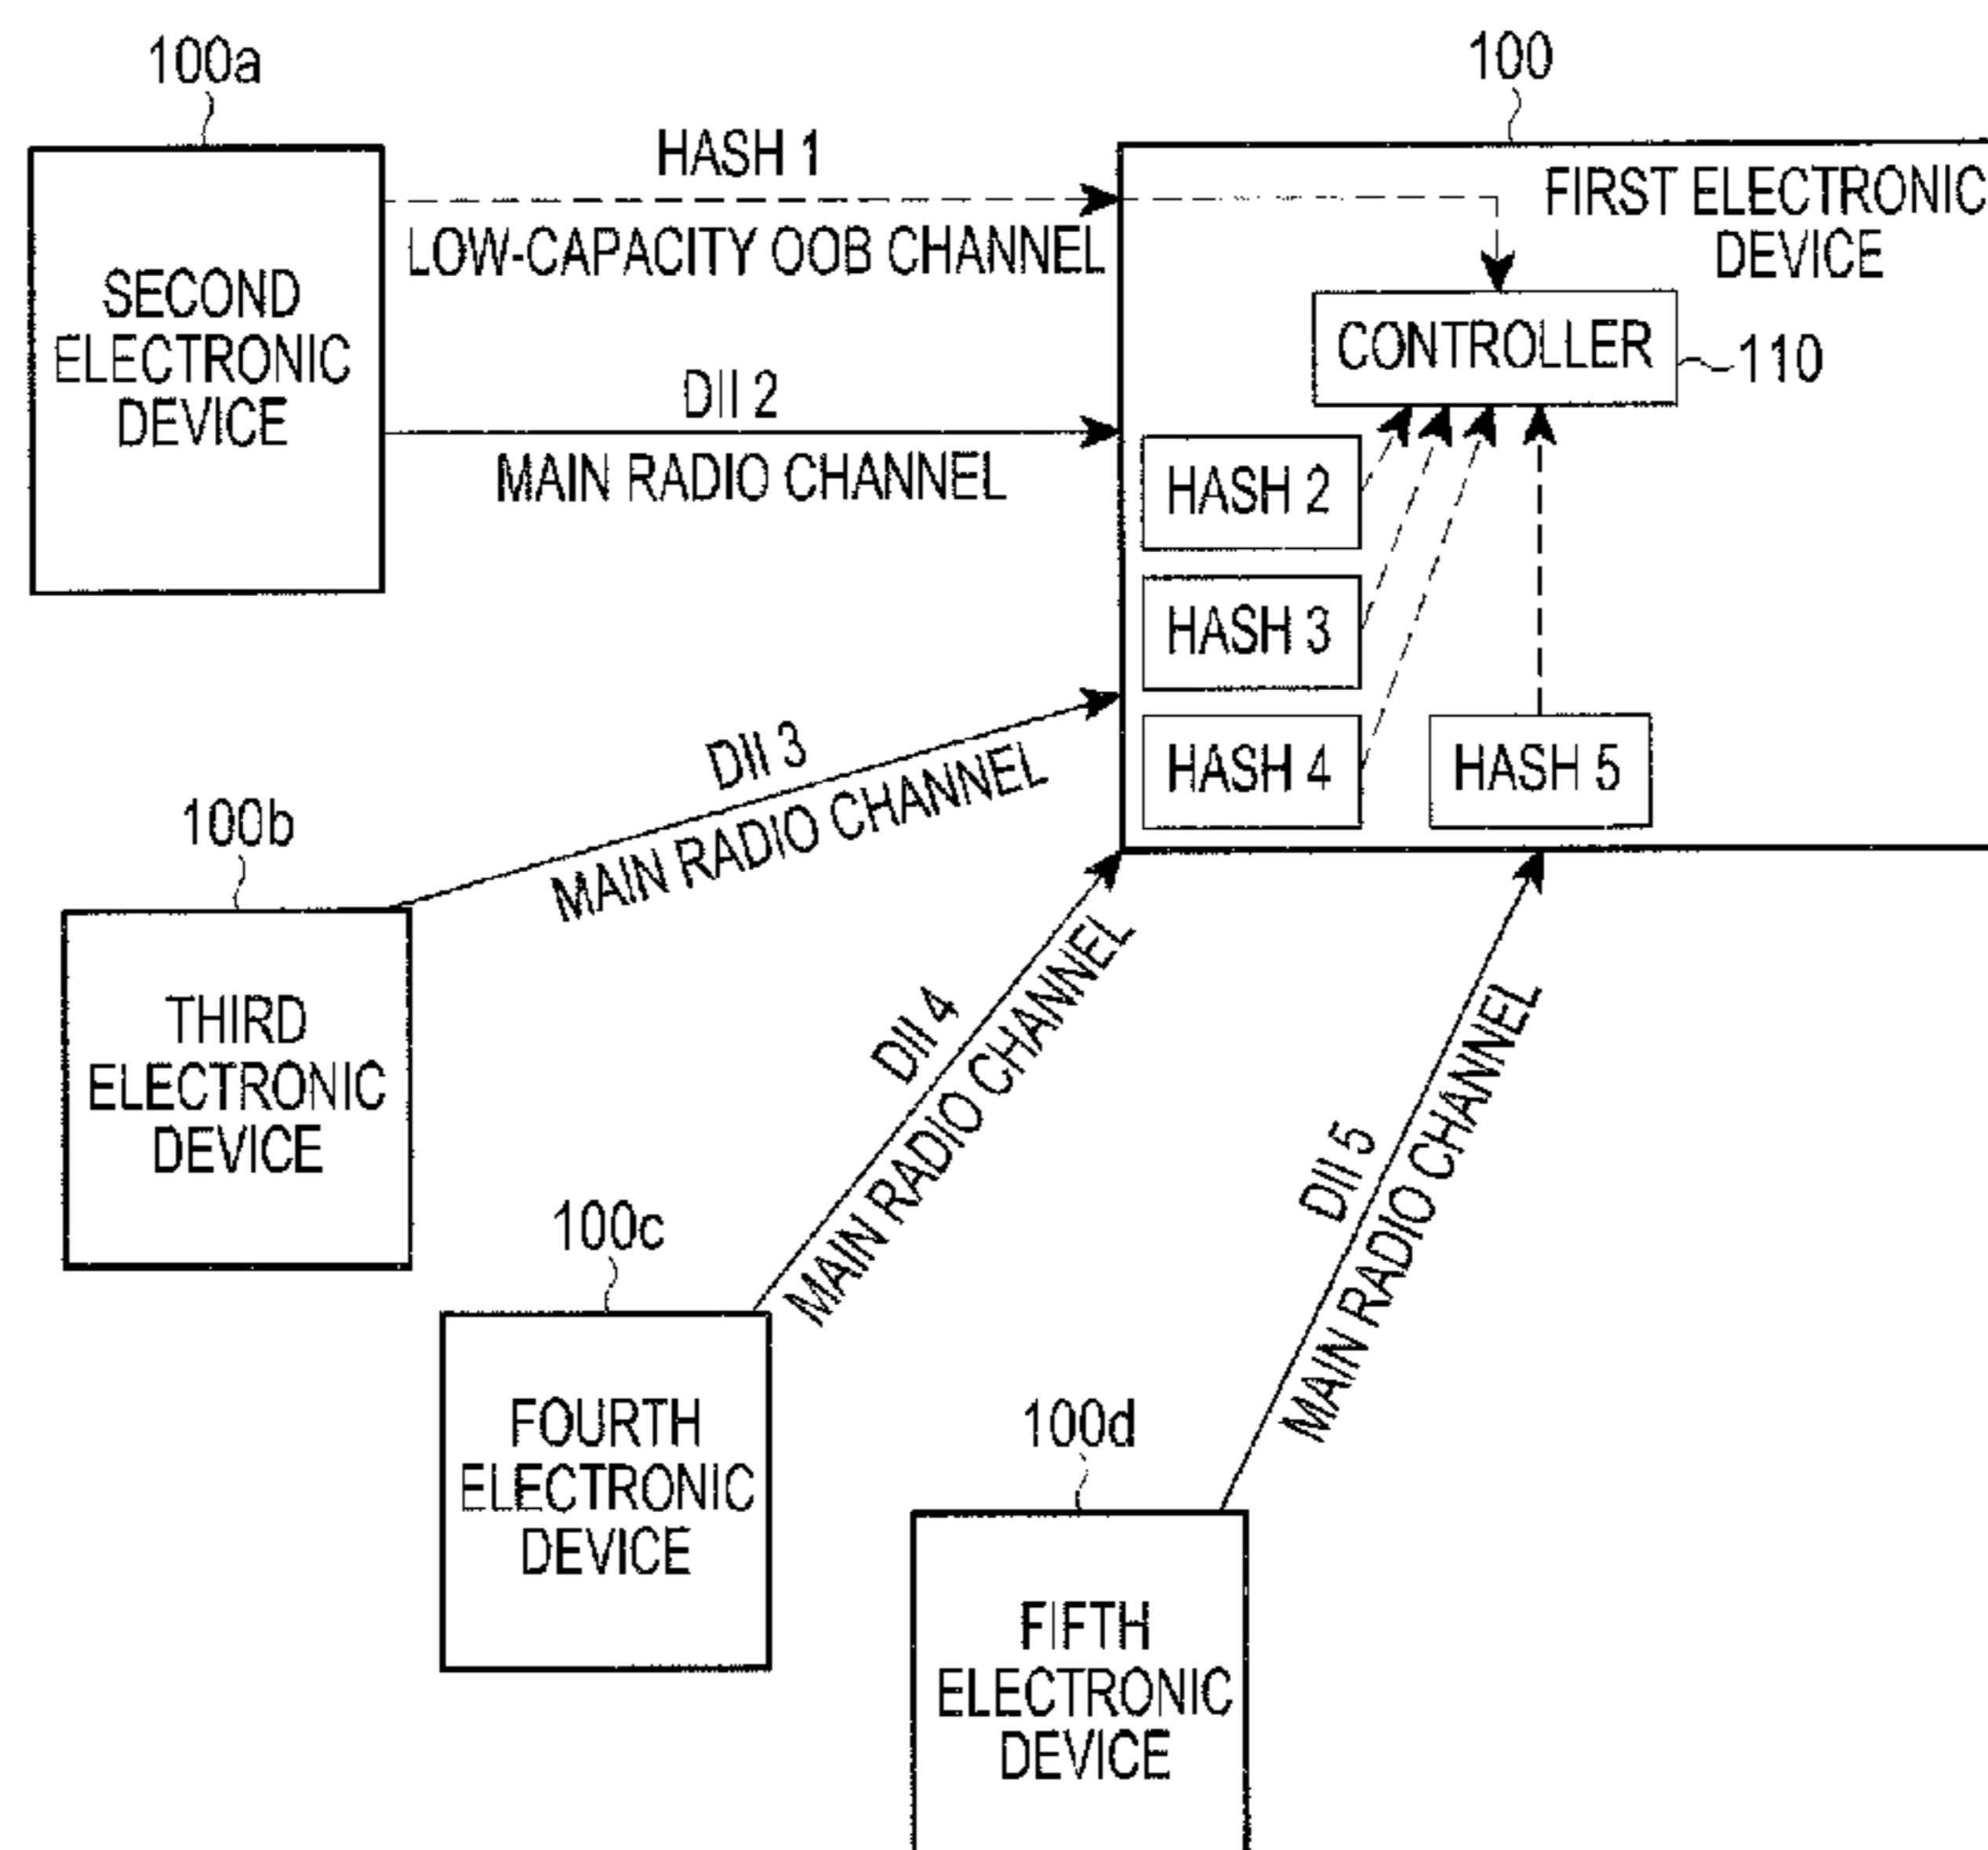 100a
100
HASH 1
LOW-CAPACITY OOB CHANNEL
FIRST ELECTRONIC
DEVICE
SECOND
ELECTRONIC
DEVICE
CONTROLLER
110
DII 2
MAIN RADIO CHANNEL
HASH 2
HASH 3
HASH 4
HASH 5
DII 3
MAIN RADIO CHANNEL
100b
THIRD
ELECTRONIC
DEVICE
DII 4
MAIN RADIO CHANNEL
100c
FOURTH
ELECTRONIC
DEVICE
DII 5
MAIN RADIO CHANNEL
100d
FIFTH
ELECTRONIC
DEVICE